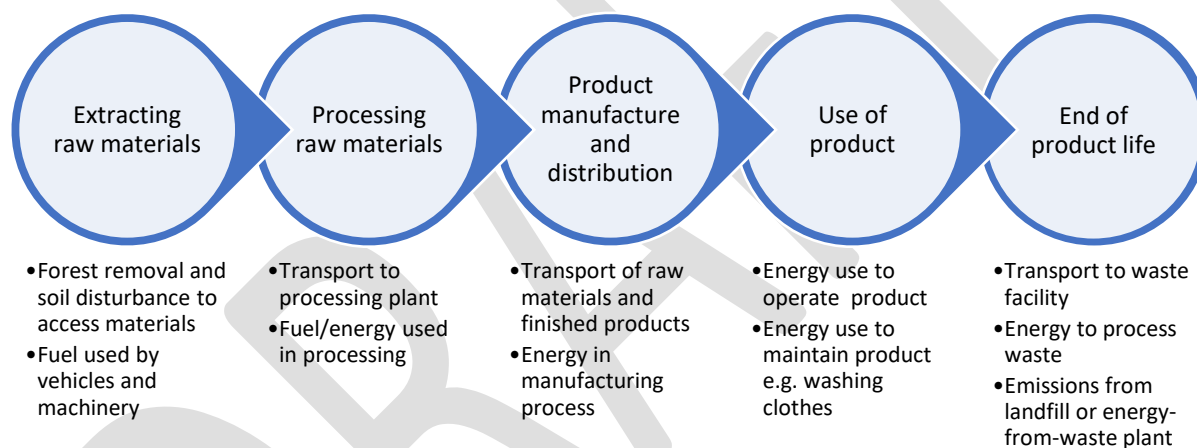 Extracting
raw materials
Processing
raw materials
Product
manufacture
and
distribution
Use of
product
End of
product life
•Forest removal and
soil disturbance to
access materials
•Fuel used by
vehicles and
machinery
•Transport to
processing plant
•Fuel/energy used
in processing
•Transport of raw
materials and
finished products
•Energy in
manufacturing
process
•Energy use to
operate product
•Energy use to
maintain product
e.g. washing
clothes
•Transport to waste
facility
•Energy to process
waste
•Emissions from
landfill or energy-
from-waste plant